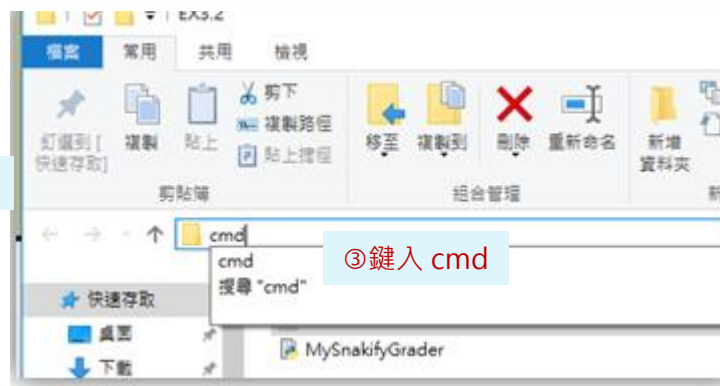 EX3.2
檔案 常用 共用 檢視
釘選到 [
快速存取]
複製
貼上
剪下
複製路徑
貼上捷徑
移至
複製到
刪除
重新命名
新增
資料夾
剪貼簿
組合管理
新
cmd
cmd
搜尋 "cmd"
③鍵入 cmd
快速存取
桌面
下載
MySnakifyGrader